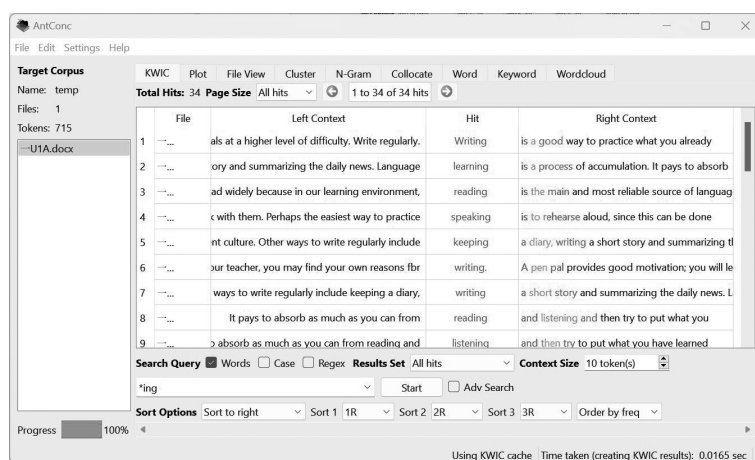 AntConc
File Edit Settings Help
Target Corpus
Name: temp
Files: 1
Tokens: 715
U1A.docx
KWIC Plot File View Cluster N-Gram Collocate Word Keyword Wordcloud
Total Hits: 34 Page Size All hits 1 to 34 of 34 hits
File Left Context Hit Right Context
1 ... als at a higher level of difficulty. Write regularly. Writing is a good way to practice what you already
2 ... ory and summarizing the daily news. Language learning is a process of accumulation. It pays to absorb
3 ... ad widely because in our learning environment, reading is the main and most reliable source of languag
4 ... with them. Perhaps the easiest way to practice speaking is to rehearse aloud, since this can be done
5 ... nt culture. Other ways to write regularly include keeping a diary, writing a short story and summarizing t
6 ... our teacher, you may find your own reasons fbr writing. A pen pal provides good motivation; you will le
7 ... ways to write regularly include keeping a diary, writing a short story and summarizing the daily news. L
8 ... It pays to absorb as much as you can from reading and listening and then try to put what you
9 ... o absorb as much as you can from reading and listening and then try to put what you have learned
Search Query Words Case Regex Results Set All hits Context Size 10 token(s)
*ing Start Adv Search
Sort Options Sort to right Sort 1 1R Sort 2 2R Sort 3 3R Order by freq
Progress 100%
Using KWIC cache Time taken (creating KWIC results): 0.0165 sec